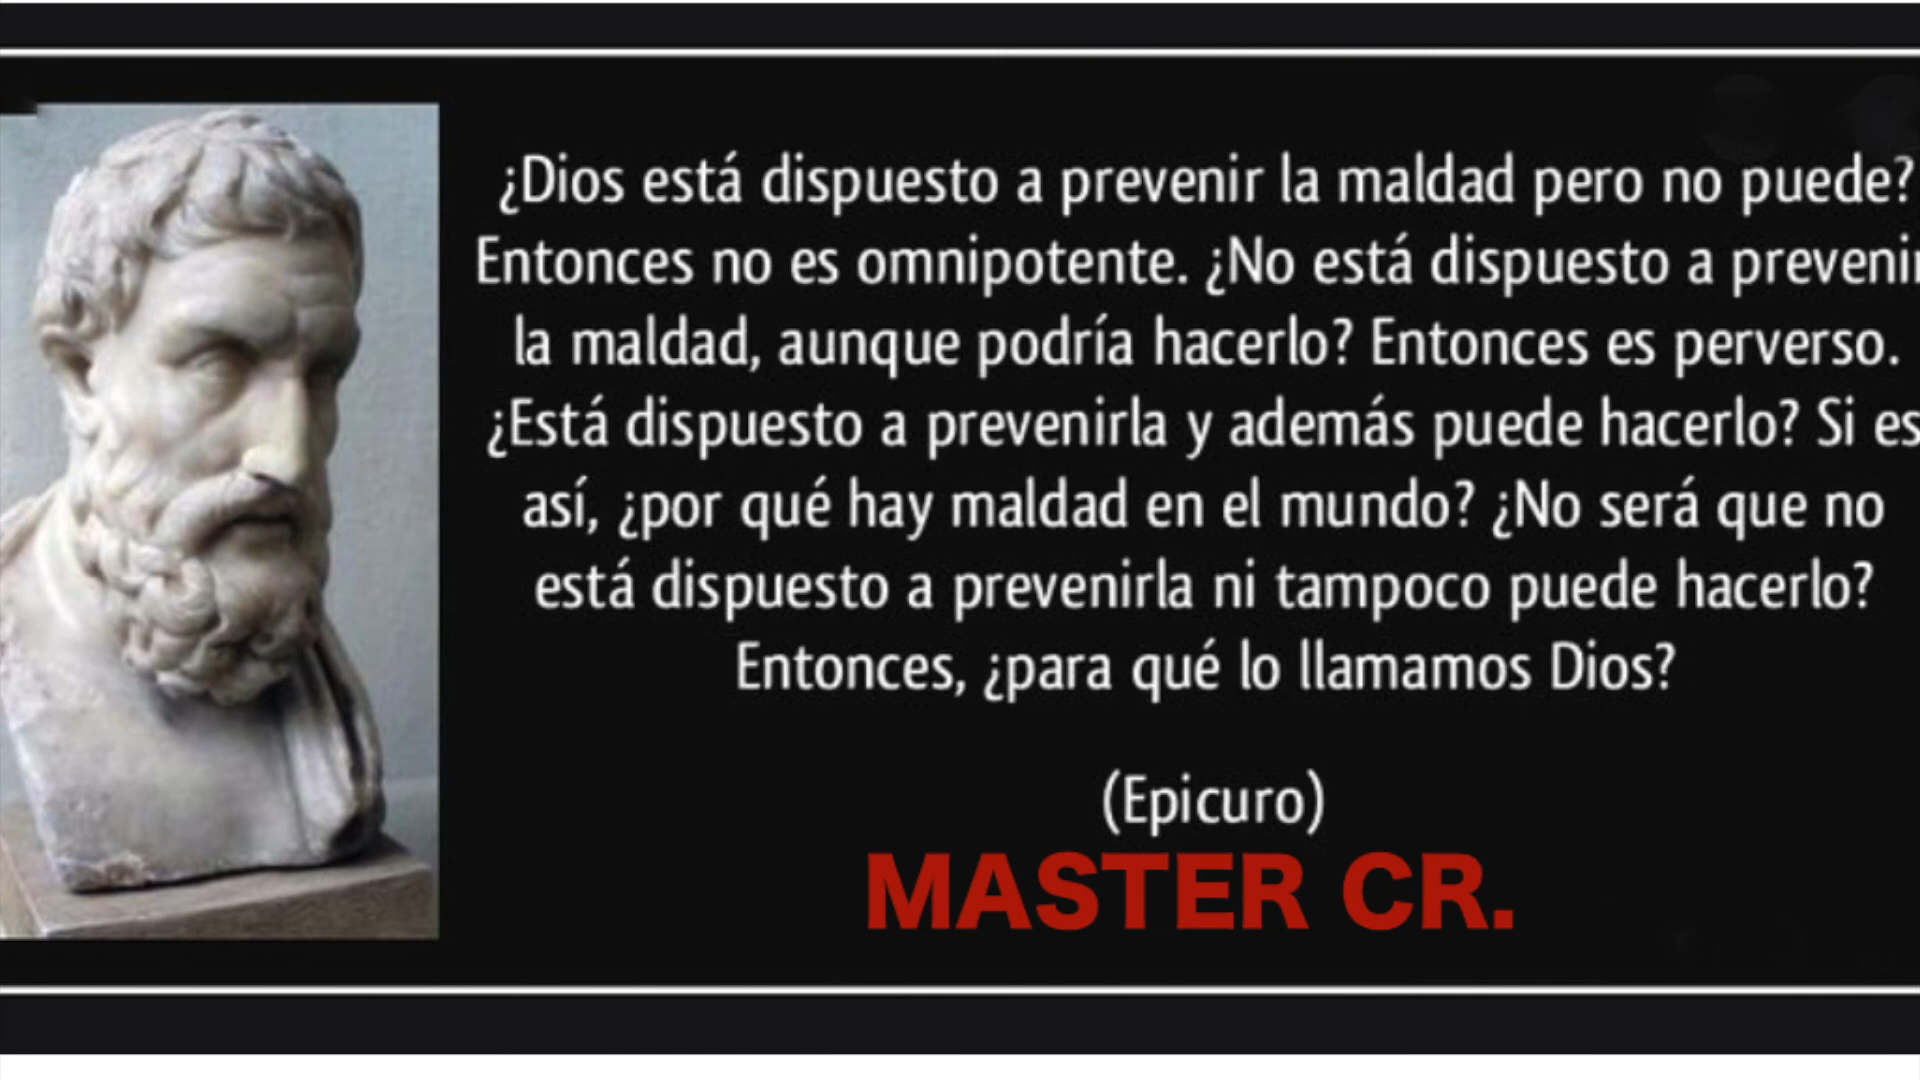 ¿Dios está dispuesto a prevenir la maldad pero no puede?
Entonces no es omnipotente. ¿No está dispuesto a prevenir
la maldad, aunque podría hacerlo? Entonces es perverso.
¿Está dispuesto a prevenirla y además puede hacerlo? Si es
así, ¿por qué hay maldad en el mundo? ¿No será que no
está dispuesto a prevenirla ni tampoco puede hacerlo?
Entonces, ¿para qué lo llamamos Dios?
(Epicuro)
MASTER CR.